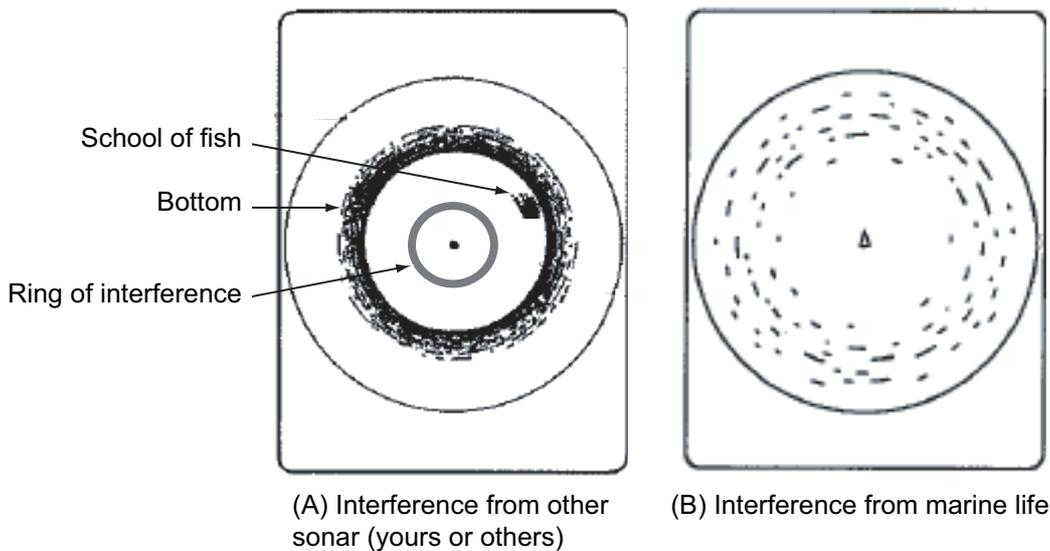 School of fish
Bottom
Ring of interference
(A) Interference from other
sonar (yours or others)
(B) Interference from marine life